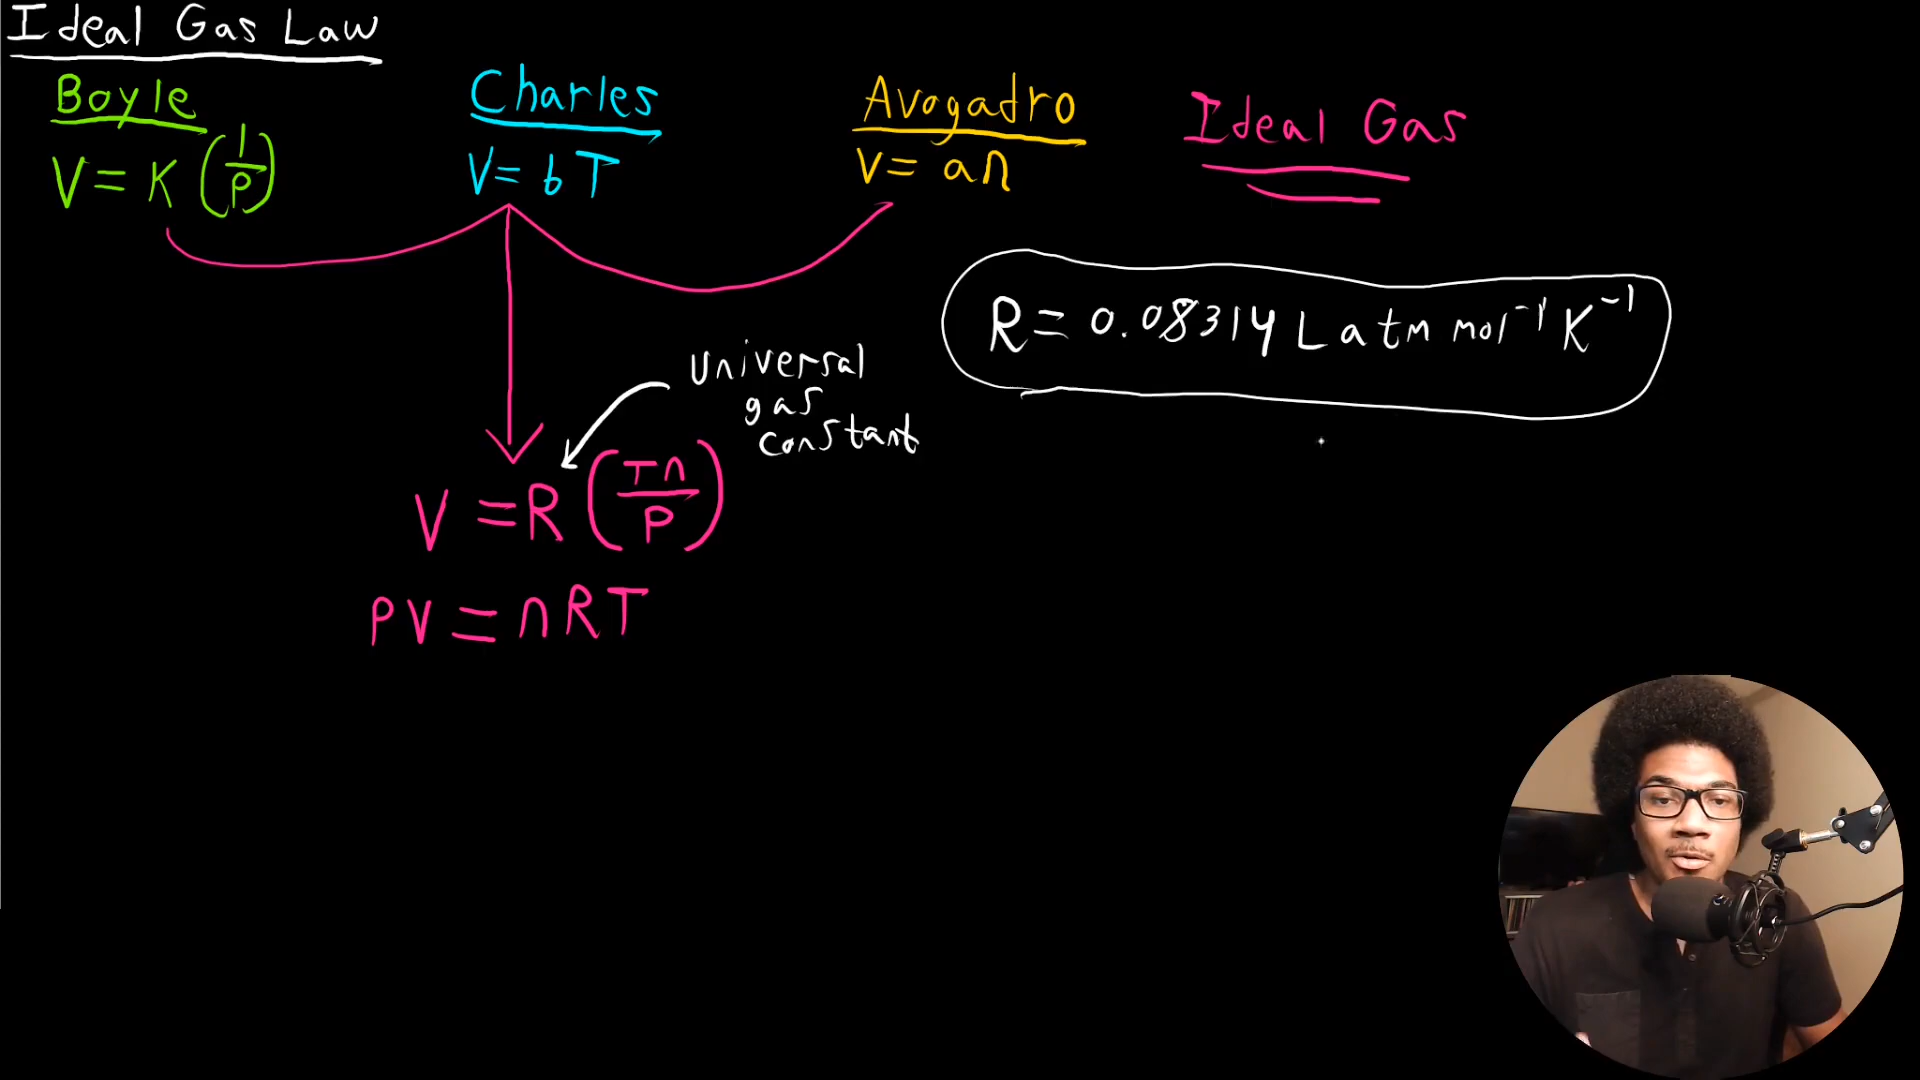 Ideal Gas Law
Boyle
V = K (1/P)
Charles
V = bT
Avogadro
V = an
Ideal Gas
R = 0.08314 L atm mol⁻¹ K⁻¹
universal
gas
constant
V = R (Tn/P)
PV = nRT